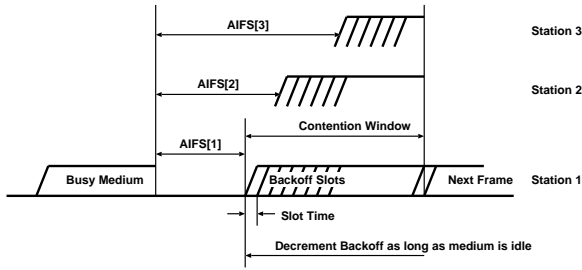 AIFS[3]
Station 3
AIFS[2]
Station 2
Contention Window
AIFS[1]
Busy Medium
Backoff Slots
Next Frame
Station 1
Slot Time
Decrement Backoff as long as medium is idle